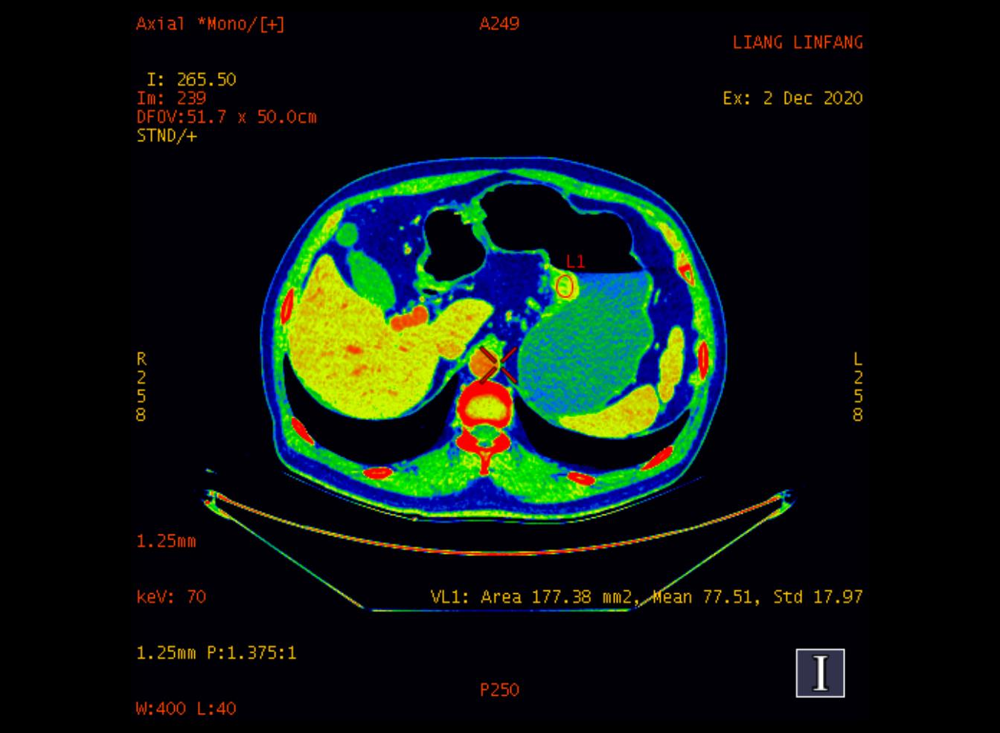 Axial *Mono/[+]
A249
LIANG LINFANG
I: 265.50
Im: 239
Ex: 2 Dec 2020
DFOV:51.7 x 50.0cm
STND/+
L1
R
2
5
8
L
2
5
8
1.25mm
keV: 70
VL1: Area 177.38 mm2, Mean 77.51, Std 17.97
1.25mm P:1.375:1
I
P250
W:400 L:40